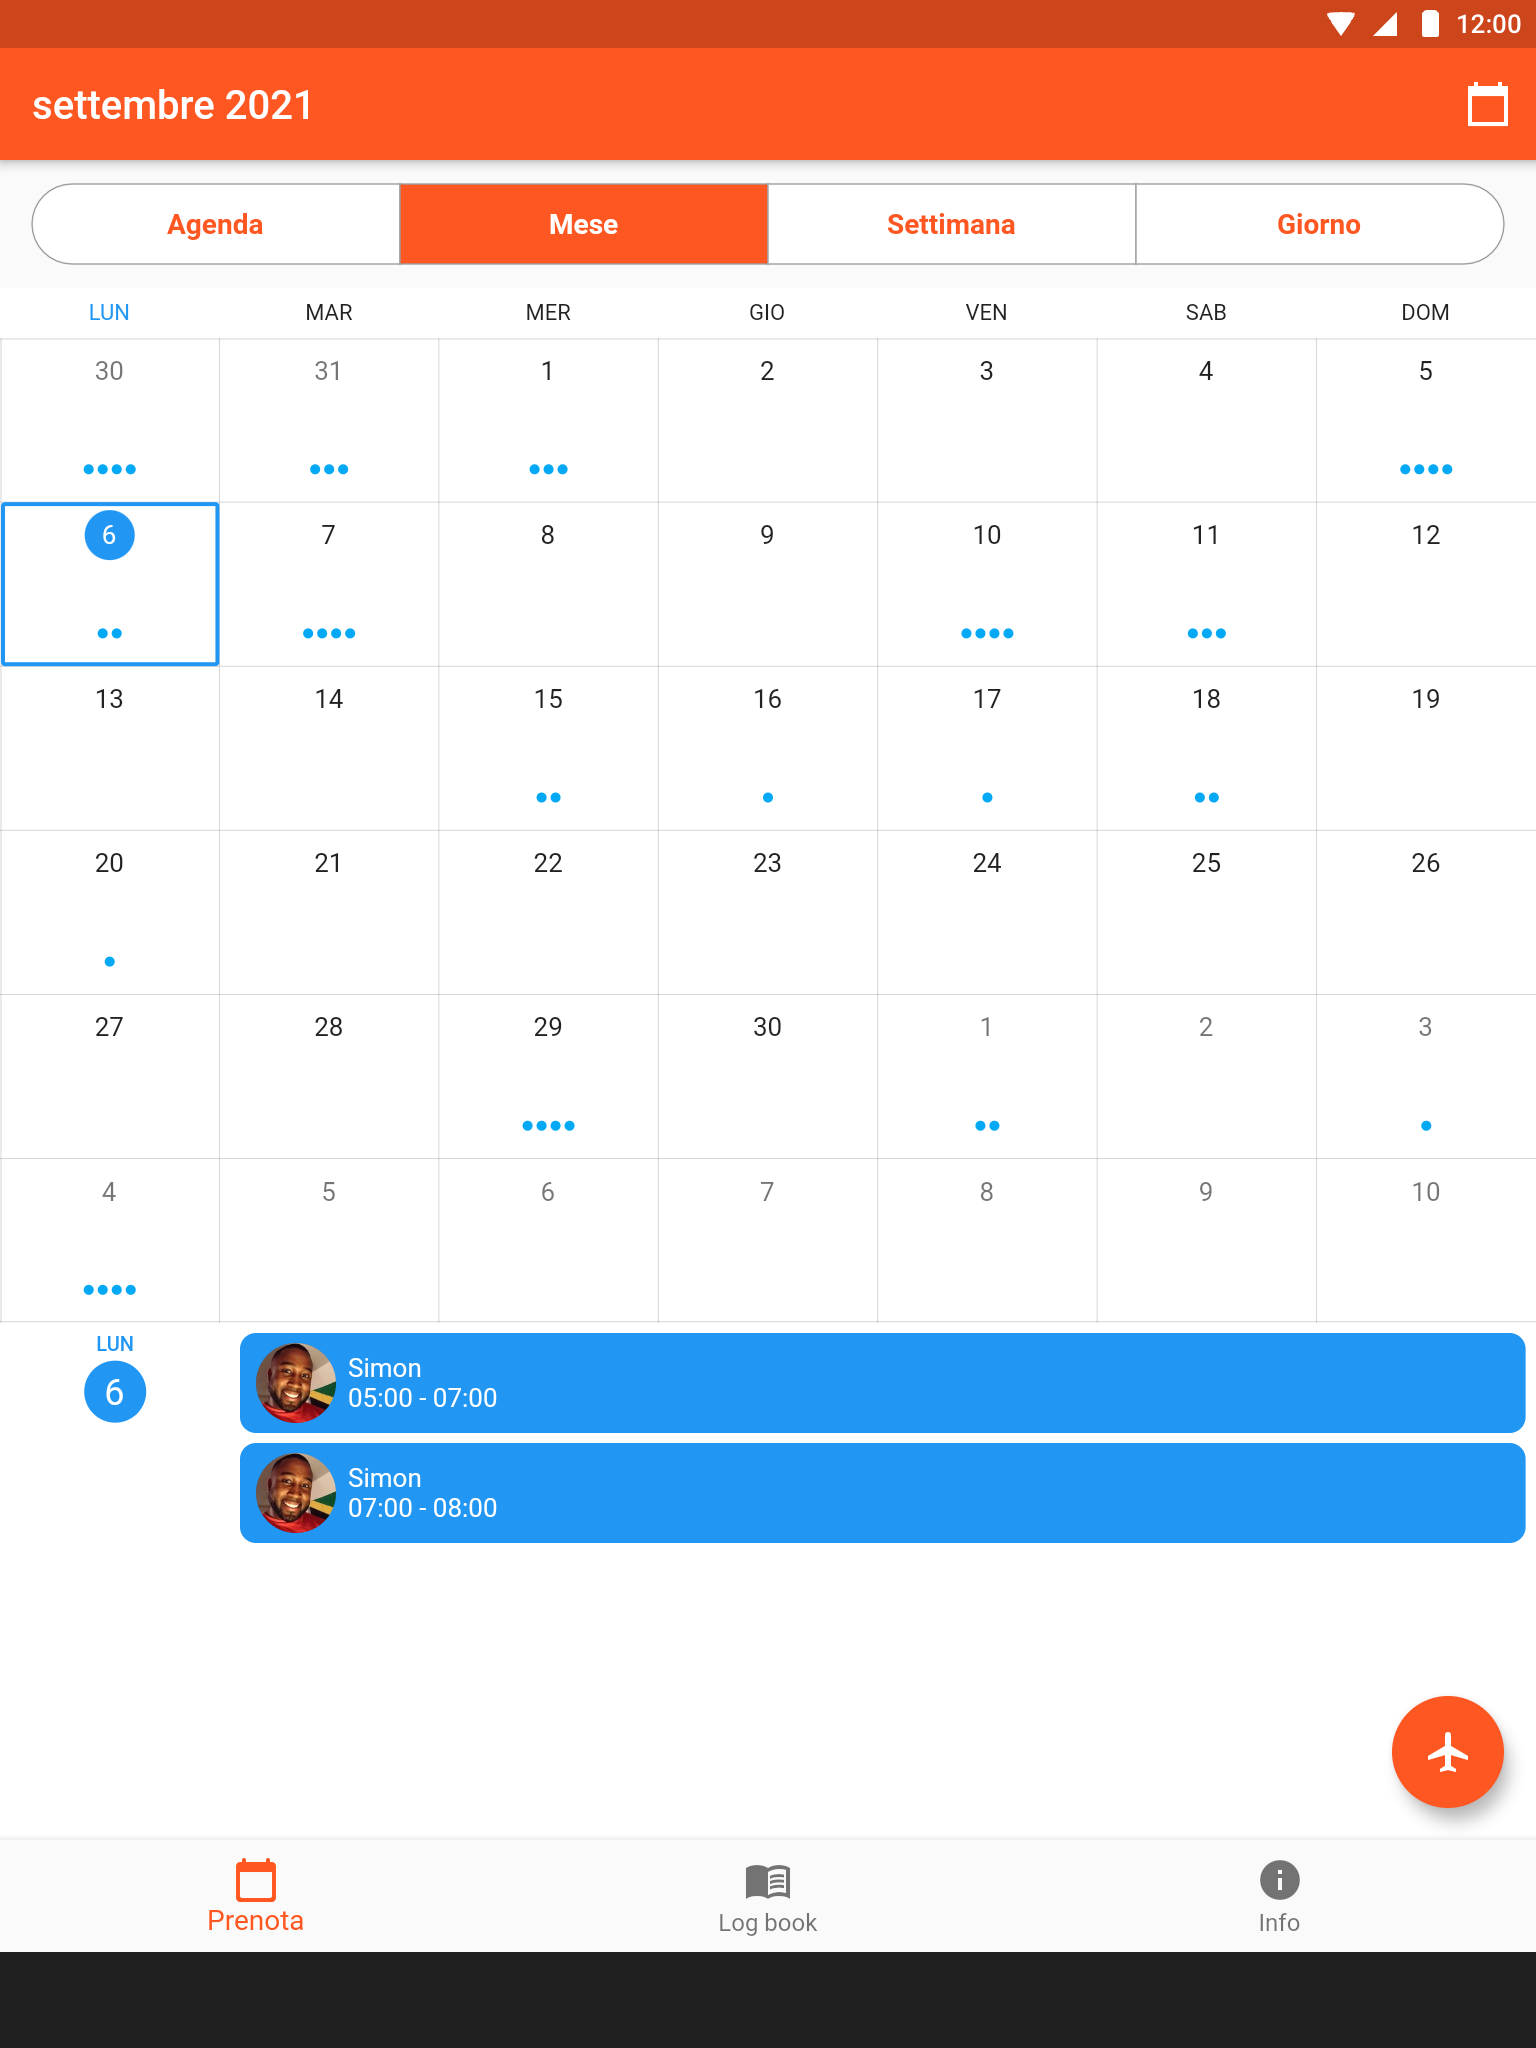 12:00
settembre 2021
Agenda Mese Settimana Giorno
LUN MAR MER GIO VEN SAB DOM
30 31 1 2 3 4 5
6 7 8 9 10 11 12
13 14 15 16 17 18 19
20 21 22 23 24 25 26
27 28 29 30 1 2 3
4 5 6 7 8 9 10
LUN
6
Simon
05:00 - 07:00
Simon
07:00 - 08:00
Prenota Log book Info